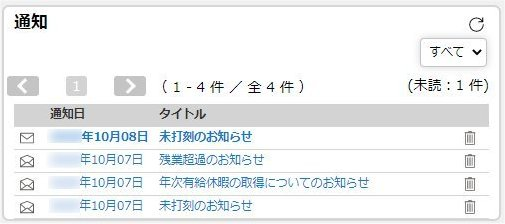 通知
すべて
1
( 1 - 4 件 ／ 全 4 件 )
(未読：1 件)
通知日 タイトル
年10月08日 未打刻のお知らせ
年10月07日 残業超過のお知らせ
年10月07日 年次有給休暇の取得についてのお知らせ
年10月07日 未打刻のお知らせ